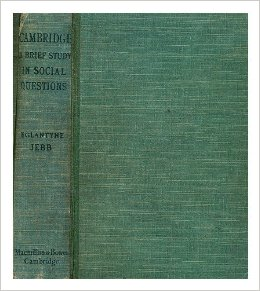 CAMBRIDGE
A BRIEF STUDY
IN SOCIAL
QUESTIONS
EGLANTYNE
JEBB
Macmillan & Bowes
Cambridge